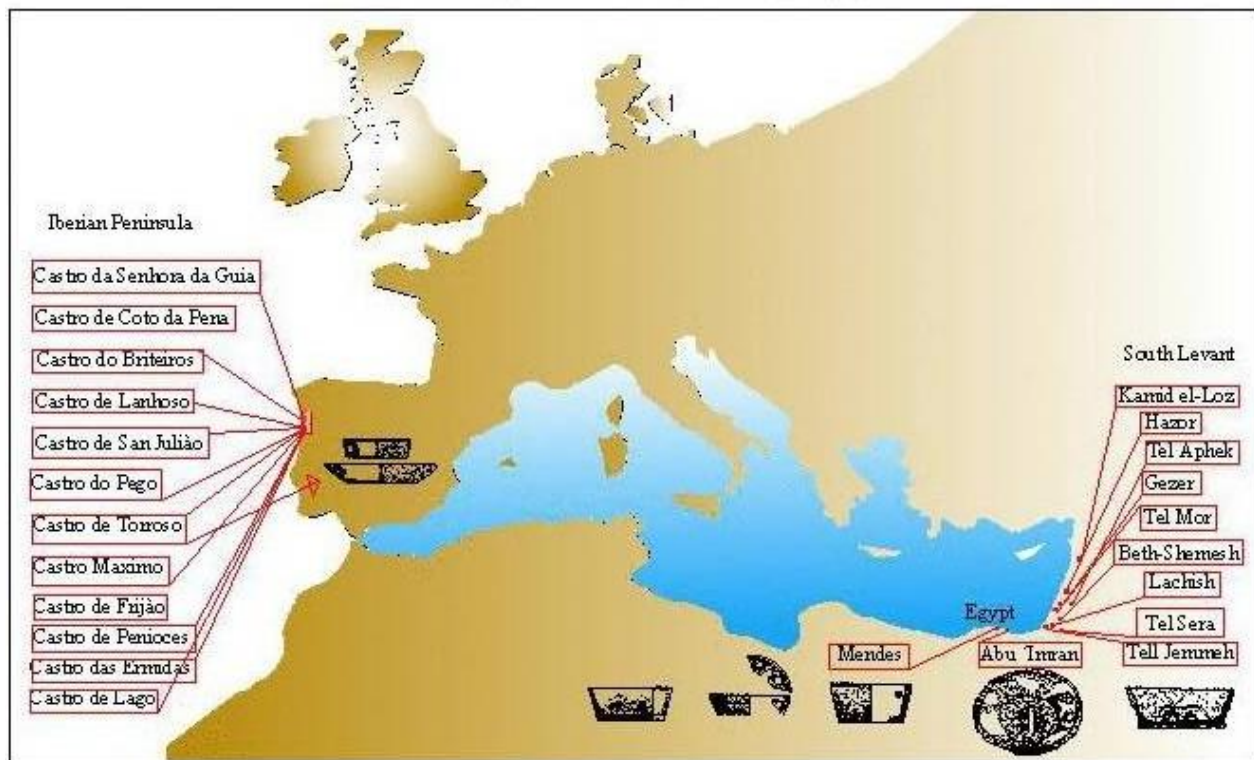 Iberian Peninsula
Castro da Senhora da Guia
Castro de Coto da Pena
Castro do Briteiros
Castro de Lanhoso
Castro de San Juliào
Castro do Pego
Castro de Torroso
Castro Maximo
Castro de Frijào
Castro de Penioces
Castro das Ermidas
Castro de Lago
South Levant
Kamid el-Loz
Hazor
Tel Aphek
Gezer
Tel Mor
Beth-Shemesh
Lachish
Tel Sera
Tell Jemmeh
Egypt
Mendes
Abu Imran